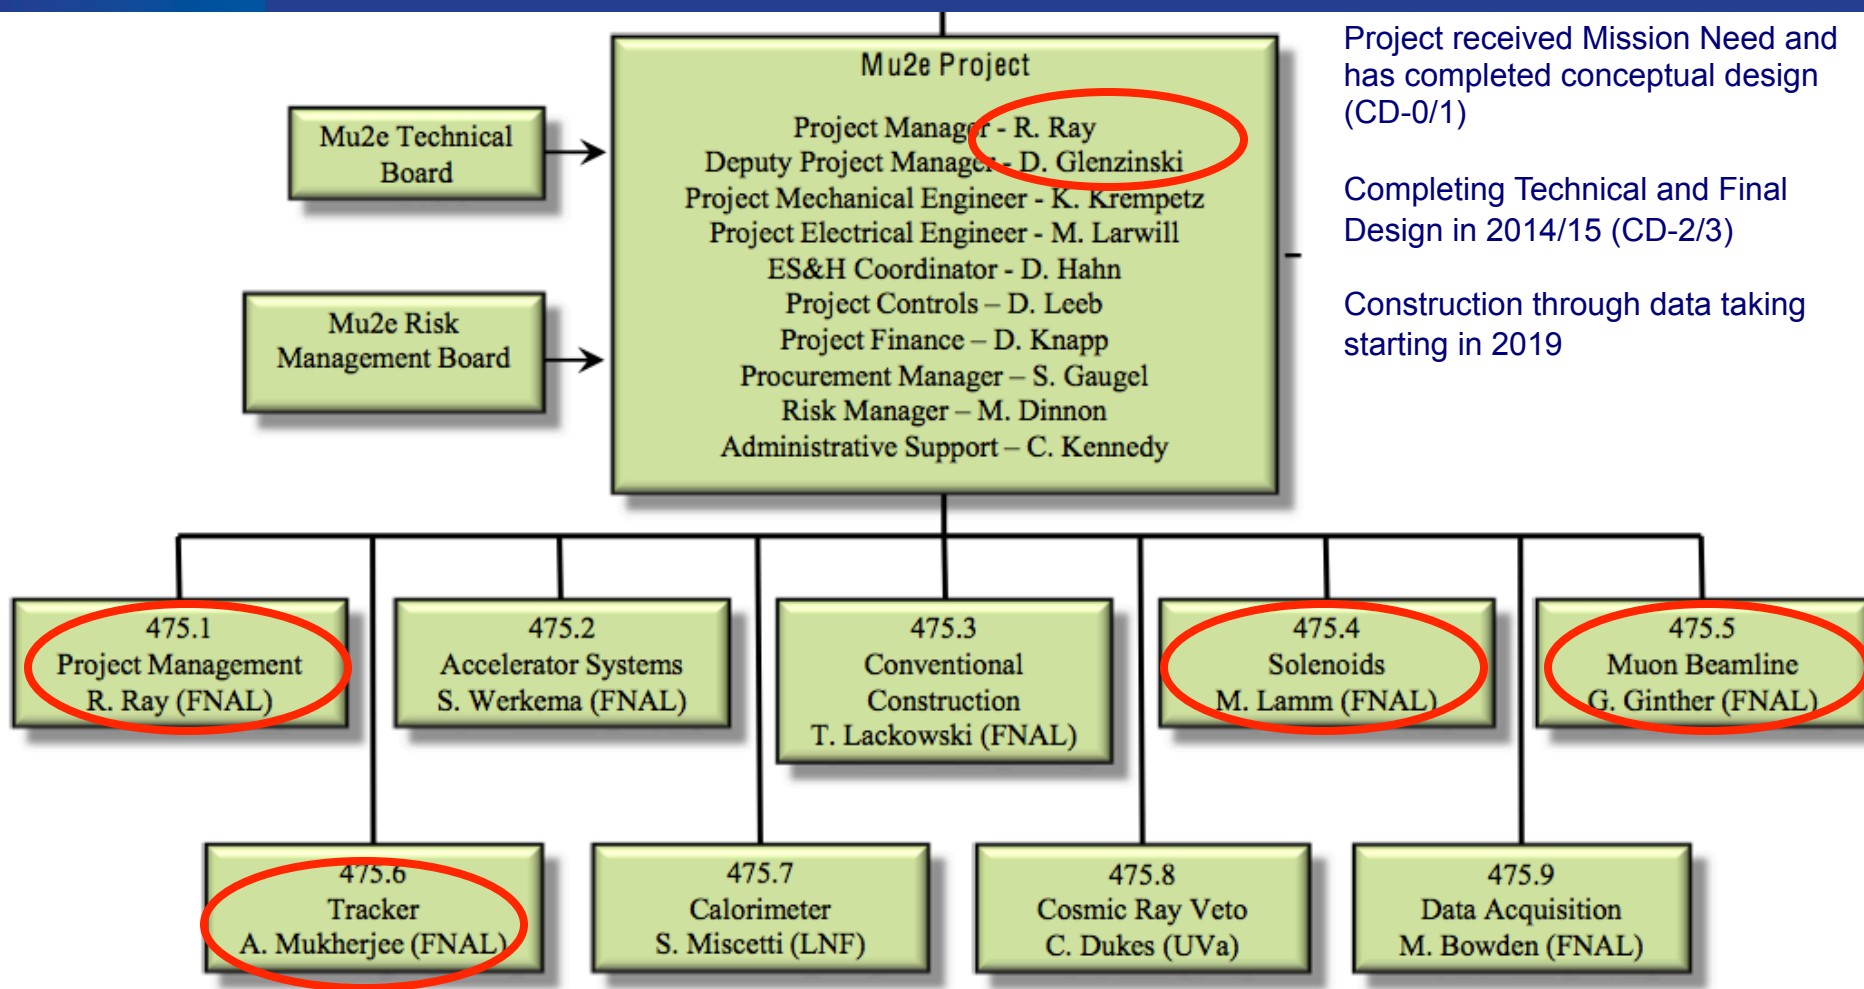 Project received Mission Need and
has completed conceptual design
(CD-0/1)
Completing Technical and Final
Design in 2014/15 (CD-2/3)
Construction through data taking
starting in 2019
Mu2e Technical
Board
Mu2e Risk
Management Board
Mu2e Project
Project Manager - R. Ray
Deputy Project Manager - D. Glenzinski
Project Mechanical Engineer - K. Krempetz
Project Electrical Engineer - M. Larwill
ES&H Coordinator - D. Hahn
Project Controls – D. Leeb
Project Finance – D. Knapp
Procurement Manager – S. Gaugel
Risk Manager – M. Dinnon
Administrative Support – C. Kennedy
475.1
Project Management
R. Ray (FNAL)
475.2
Accelerator Systems
S. Werkema (FNAL)
475.3
Conventional
Construction
T. Lackowski (FNAL)
475.4
Solenoids
M. Lamm (FNAL)
475.5
Muon Beamline
G. Ginther (FNAL)
475.6
Tracker
A. Mukherjee (FNAL)
475.7
Calorimeter
S. Miscetti (LNF)
475.8
Cosmic Ray Veto
C. Dukes (UVa)
475.9
Data Acquisition
M. Bowden (FNAL)